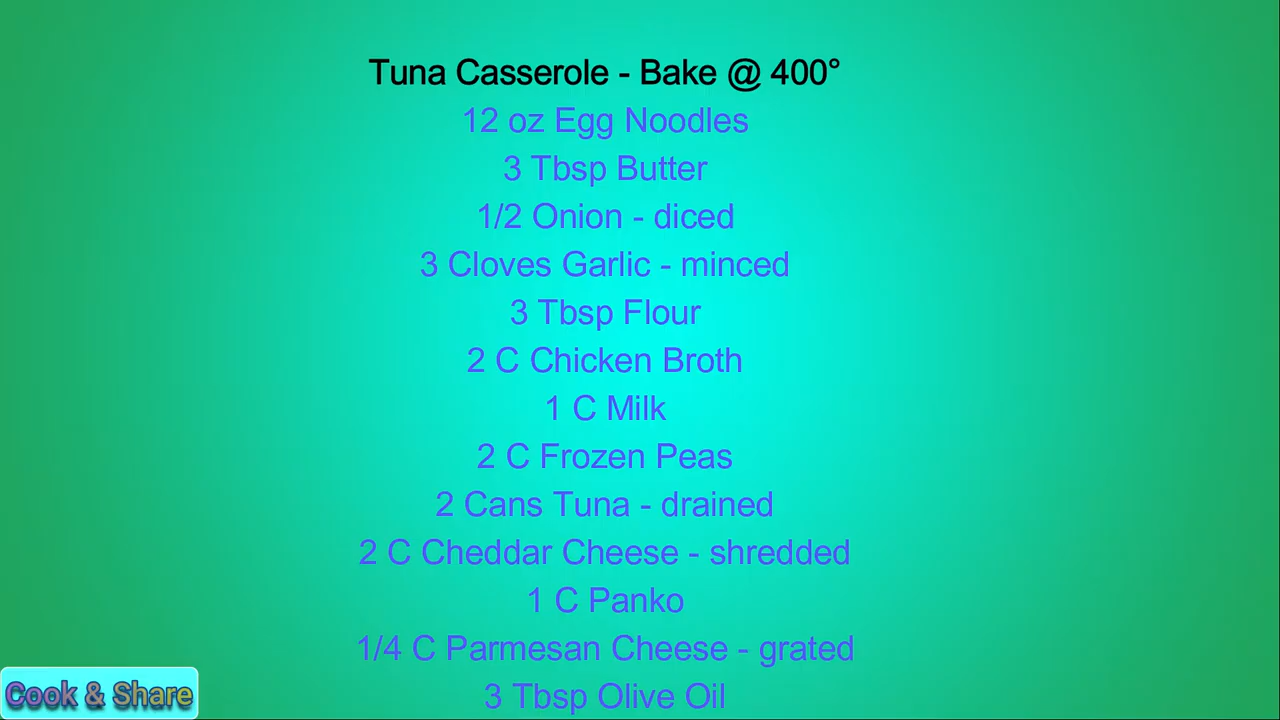 Tuna Casserole - Bake @ 400°
12 oz Egg Noodles
3 Tbsp Butter
1/2 Onion - diced
3 Cloves Garlic - minced
3 Tbsp Flour
2 C Chicken Broth
1 C Milk
2 C Frozen Peas
2 Cans Tuna - drained
2 C Cheddar Cheese - shredded
1 C Panko
1/4 C Parmesan Cheese - grated
3 Tbsp Olive Oil
Cook & Share